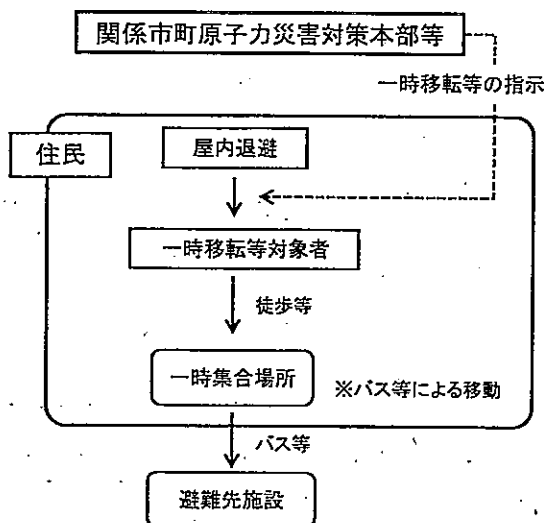 関係市町原子力災害対策本部等
一時移転等の指示
住民
屋内退避
一時移転等対象者
徒歩等
一時集合場所
※バス等による移動
バス等
避難先施設